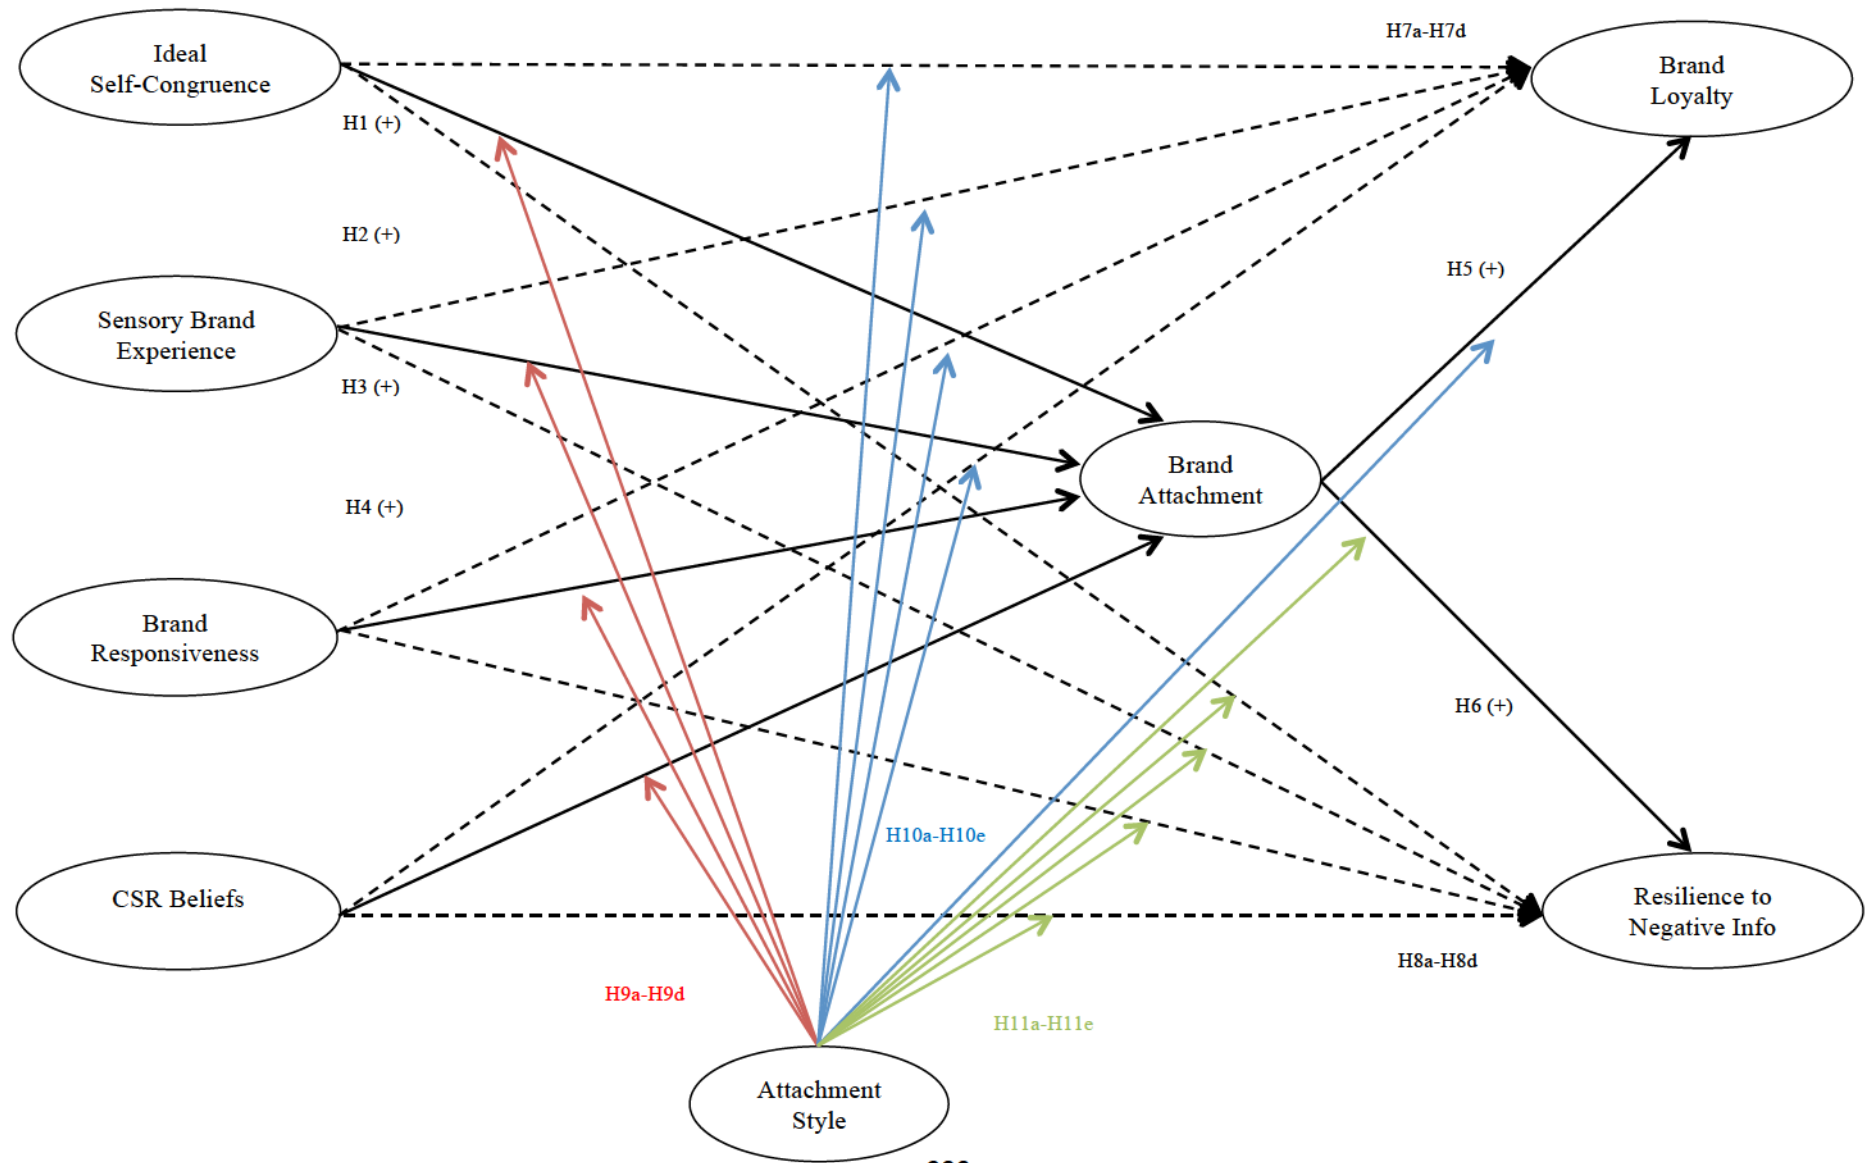 Ideal
Self-Congruence
H7a-H7d
Brand
Loyalty
H1 (+)
H2 (+)
H5 (+)
Sensory Brand
Experience
H3 (+)
Brand
Attachment
H4 (+)
Brand
Responsiveness
H6 (+)
H10a-H10e
CSR Beliefs
Resilience to
Negative Info
H8a-H8d
H9a-H9d
H11a-H11e
Attachment
Style